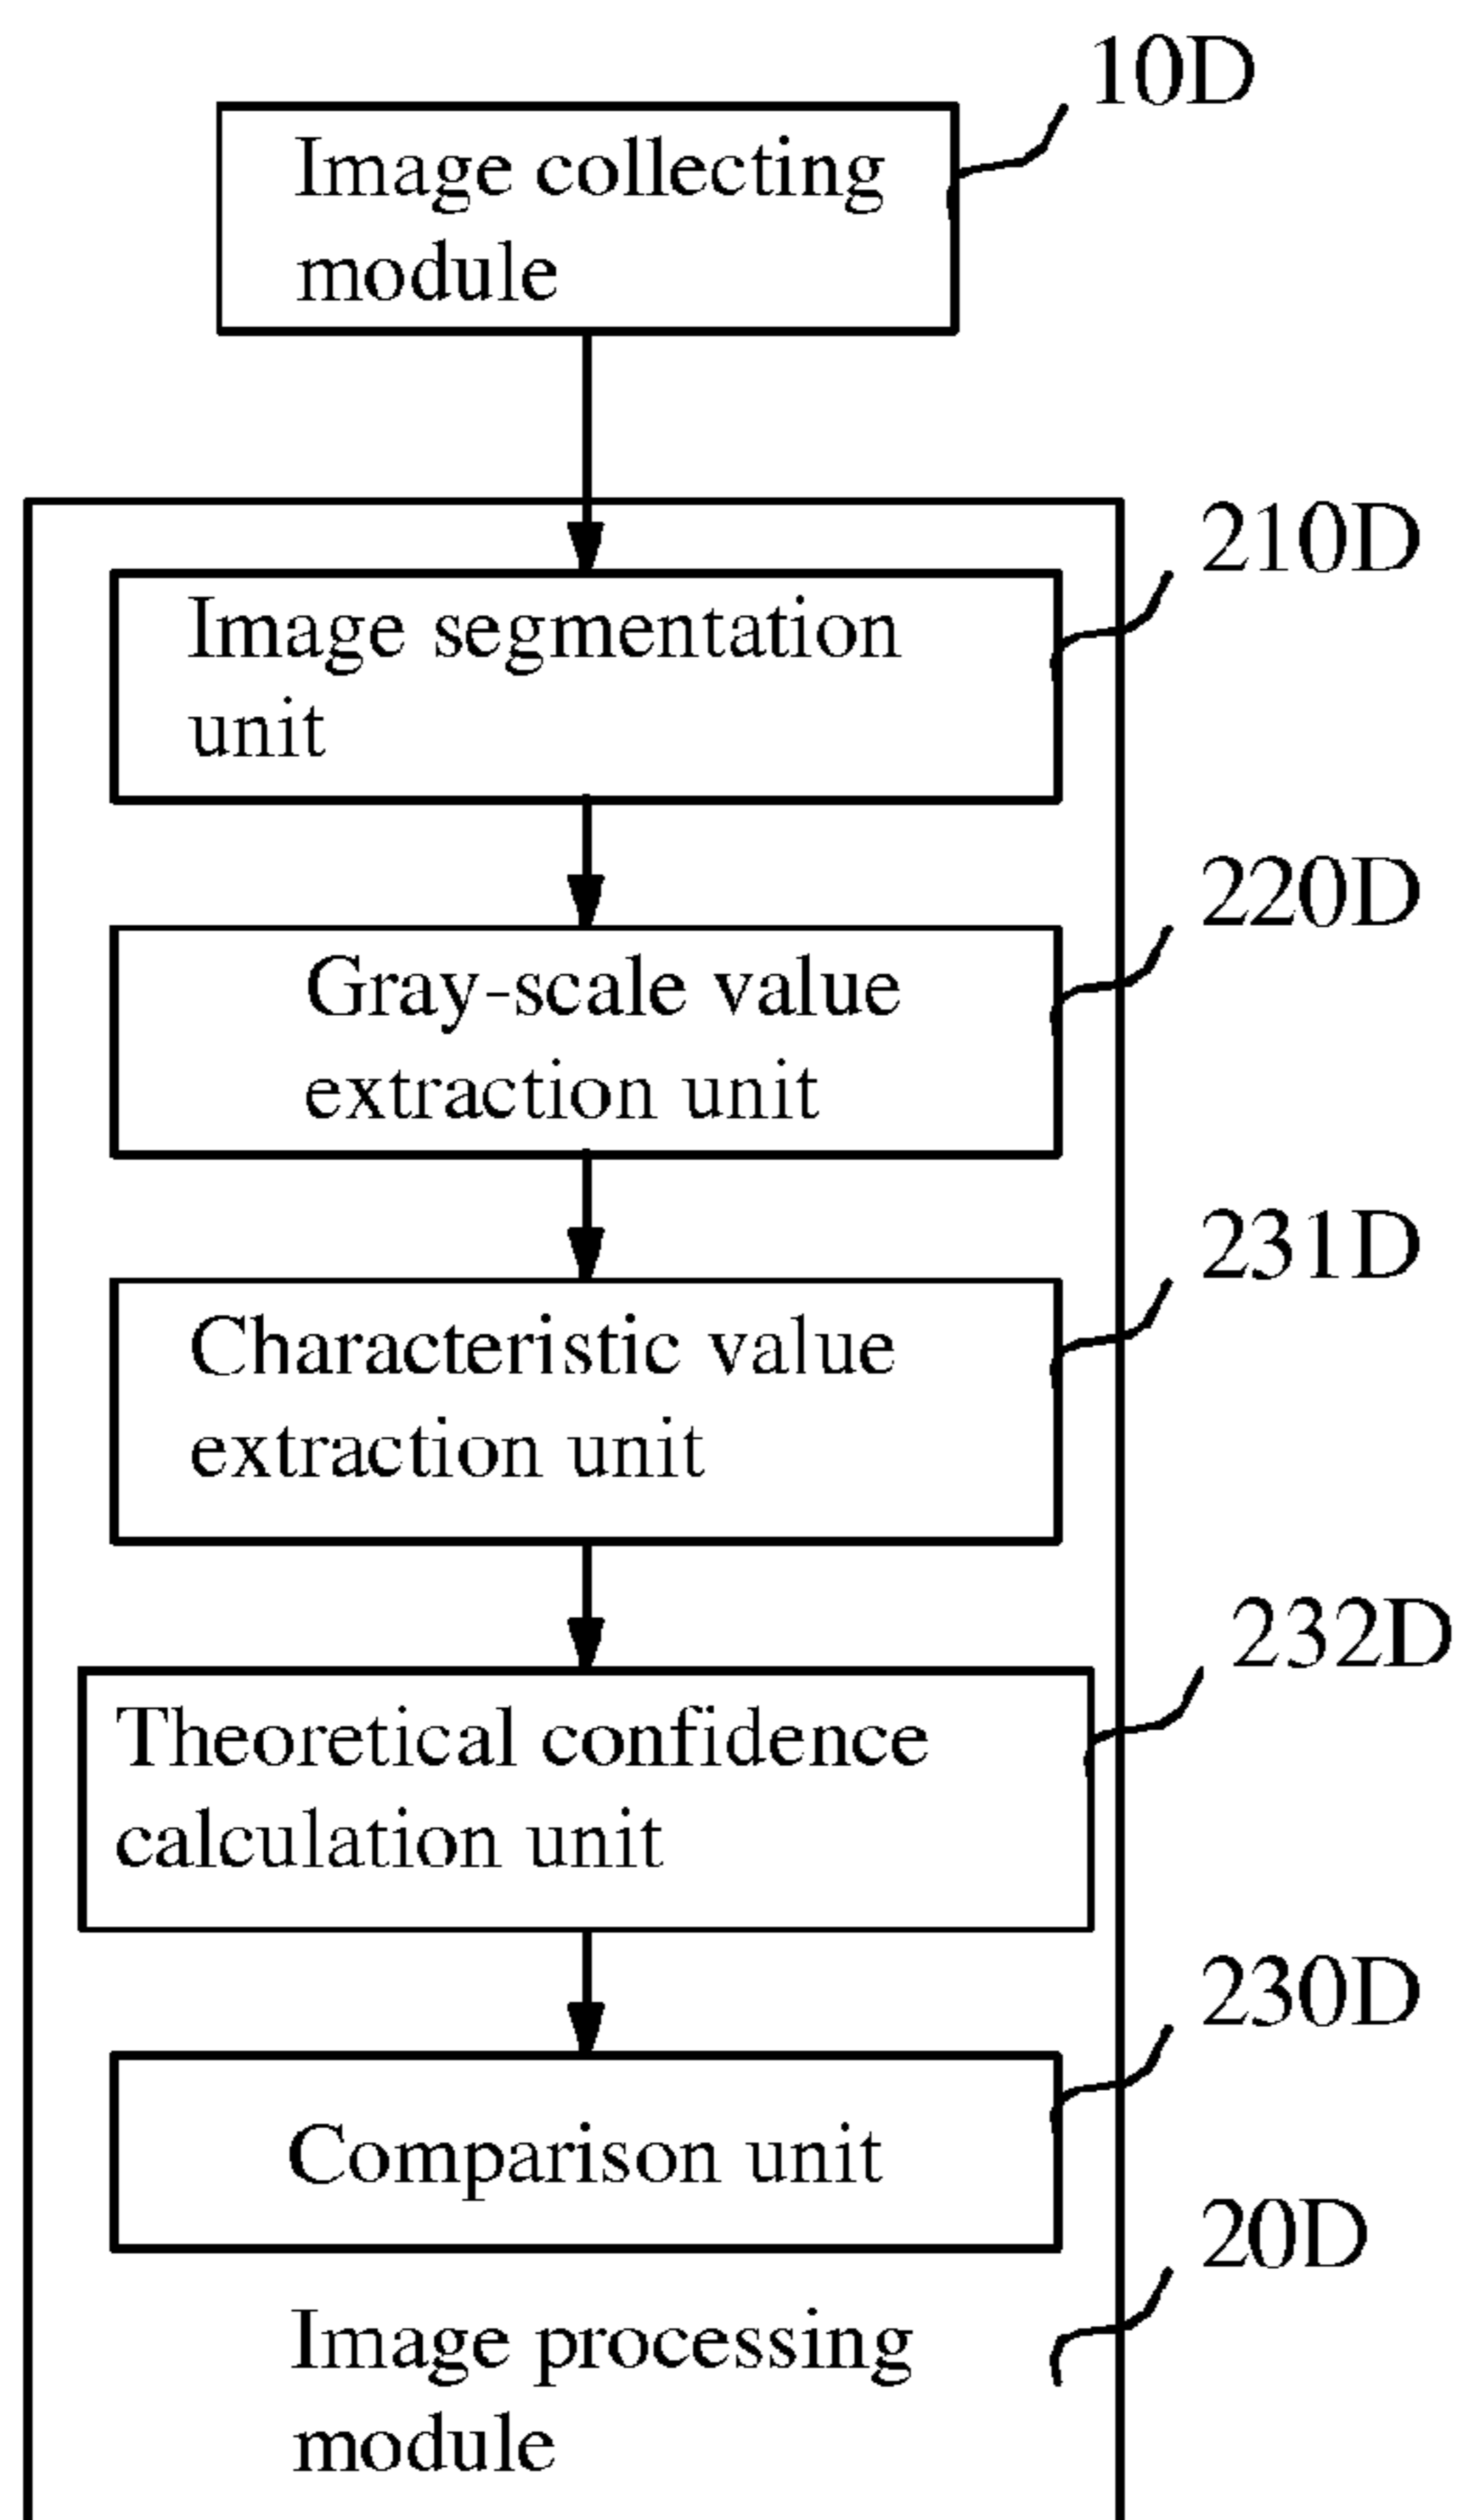 10D
Image collecting
module
210D
Image segmentation
unit
220D
Gray-scale value
extraction unit
231D
Characteristic value
extraction unit
232D
Theoretical confidence
calculation unit
230D
Comparison unit
20D
Image processing
module